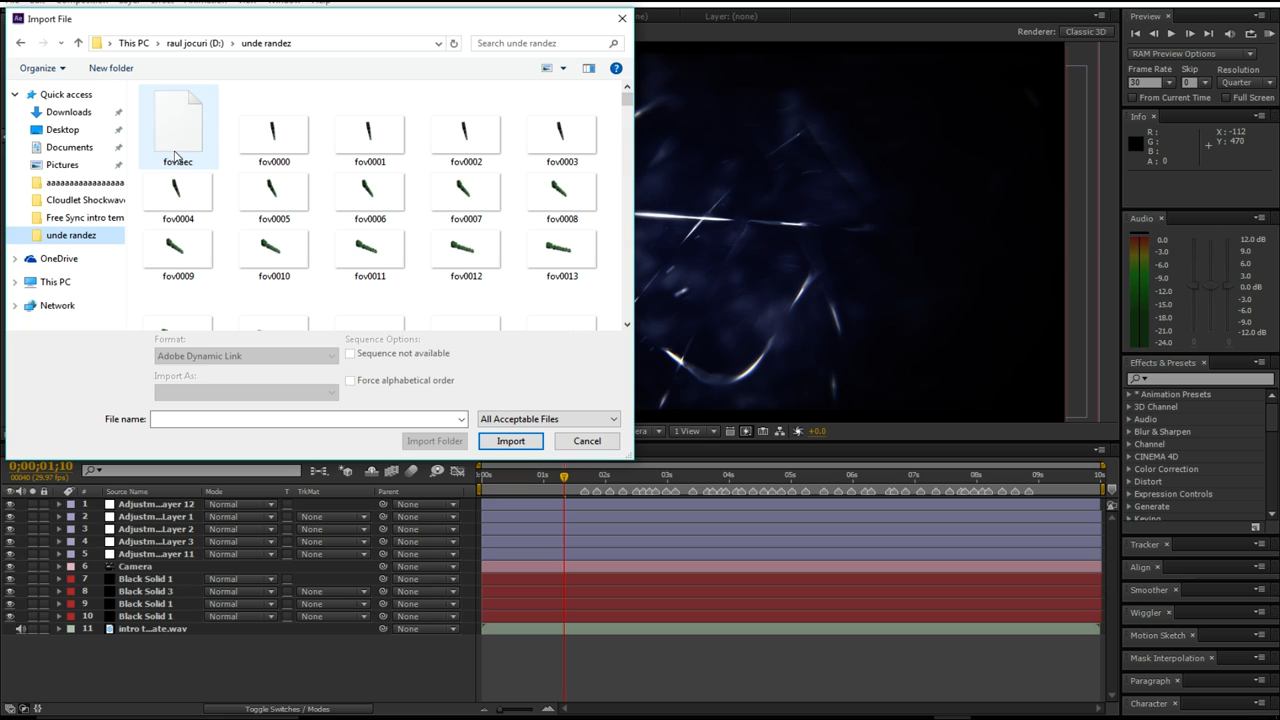 Import File
Layer: (none)
Preview
This PC
raul jocuri (D:)
unde randez
Search unde randez
Renderer: Classic 3D
Organize
New folder
RAM Preview Options
Frame Rate
Skip
Resolution
30
0
Quarter
From Current Time
Full Screen
Info
R :
G :
B :
A : 0
X : -112
Y : 470
Quick access
Downloads
Desktop
Documents
Pictures
aaaaaaaaaaaaaaaaa
Cloudlet Shockwav
Free Sync intro tem
unde randez
OneDrive
This PC
Network
fov0000
fov0001
fov0002
fov0003
fov0004
fov0005
fov0006
fov0007
fov0008
fov0009
fov0010
fov0011
fov0012
fov0013
Format:
Adobe Dynamic Link
Import As:
Sequence Options:
Sequence not available
Force alphabetical order
File name:
All Acceptable Files
Import Folder
Import
Cancel
1 View
+0.0
Audio
0.0
-3.0
-6.0
-9.0
-12.0
-15.0
-18.0
-21.0
-24.0
12.0 dB
9.0
6.0
3.0
0.0 dB
-3.0
-6.0
-9.0
-12.0 dB
Effects & Presets
* Animation Presets
3D Channel
Audio
Blur & Sharpen
Channel
CINEMA 4D
Color Correction
Distort
Expression Controls
Generate
Keying
Tracker
Align
Smoother
Wiggler
Motion Sketch
Mask Interpolation
Paragraph
Character
0;00;01;10
00040 (29.97 fps)
:00s
01s
02s
03s
04s
05s
06s
07s
08s
09s
10s
#
Source Name
Mode
T
TrkMat
Parent
1 Adjustm...ayer 12 Normal None
2 Adjustm...Layer 1 Normal None None
3 Adjustm...Layer 2 Normal None None
4 Adjustm...Layer 3 Normal None None
5 Adjustm...ayer 11 Normal None None
6 Camera None
7 Black Solid 1 Normal None
8 Black Solid 3 Normal None None
9 Black Solid 1 Normal None None
10 Black Solid 1 Normal None None
11 intro t...ate.wav None
Toggle Switches / Modes